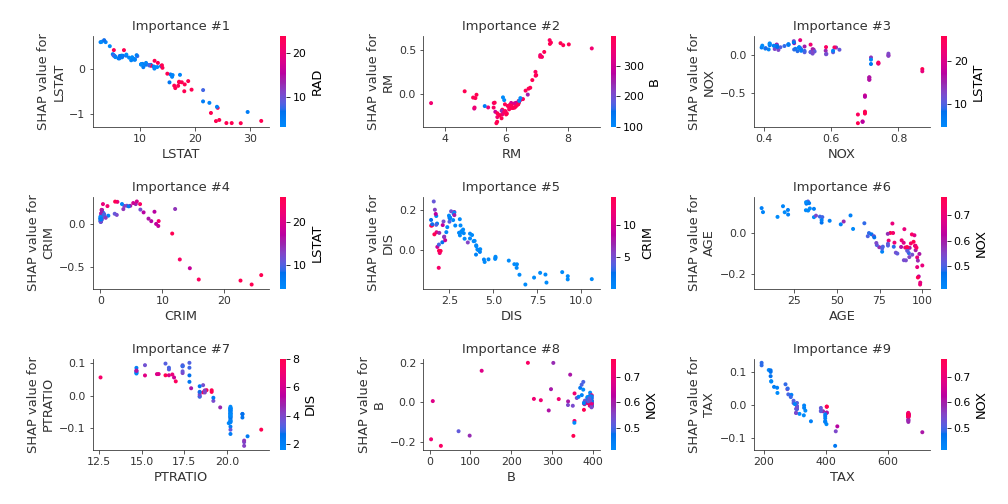 Importance #1
Importance #2
Importance #3
SHAP value for
LSTAT
0
−1
10
20
30
LSTAT
20
10
RAD
SHAP value for
RM
0.5
0.0
4
6
8
RM
300
200
100
B
SHAP value for
NOX
0.0
−0.5
0.4
0.6
0.8
NOX
20
10
LSTAT
Importance #4
Importance #5
Importance #6
SHAP value for
CRIM
0.0
−0.5
0
10
20
CRIM
20
10
LSTAT
SHAP value for
DIS
0.2
0.0
2.5
5.0
7.5
10.0
DIS
10
5
CRIM
SHAP value for
AGE
0.0
−0.2
25
50
75
100
AGE
0.7
0.6
0.5
NOX
Importance #7
Importance #8
Importance #9
SHAP value for
PTRATIO
0.1
0.0
−0.1
12.5
15.0
17.5
20.0
PTRATIO
8
6
4
2
DIS
SHAP value for
B
0.2
0.0
−0.2
0
100
200
300
400
B
0.7
0.6
0.5
NOX
SHAP value for
TAX
0.1
0.0
−0.1
200
400
600
TAX
0.7
0.6
0.5
NOX